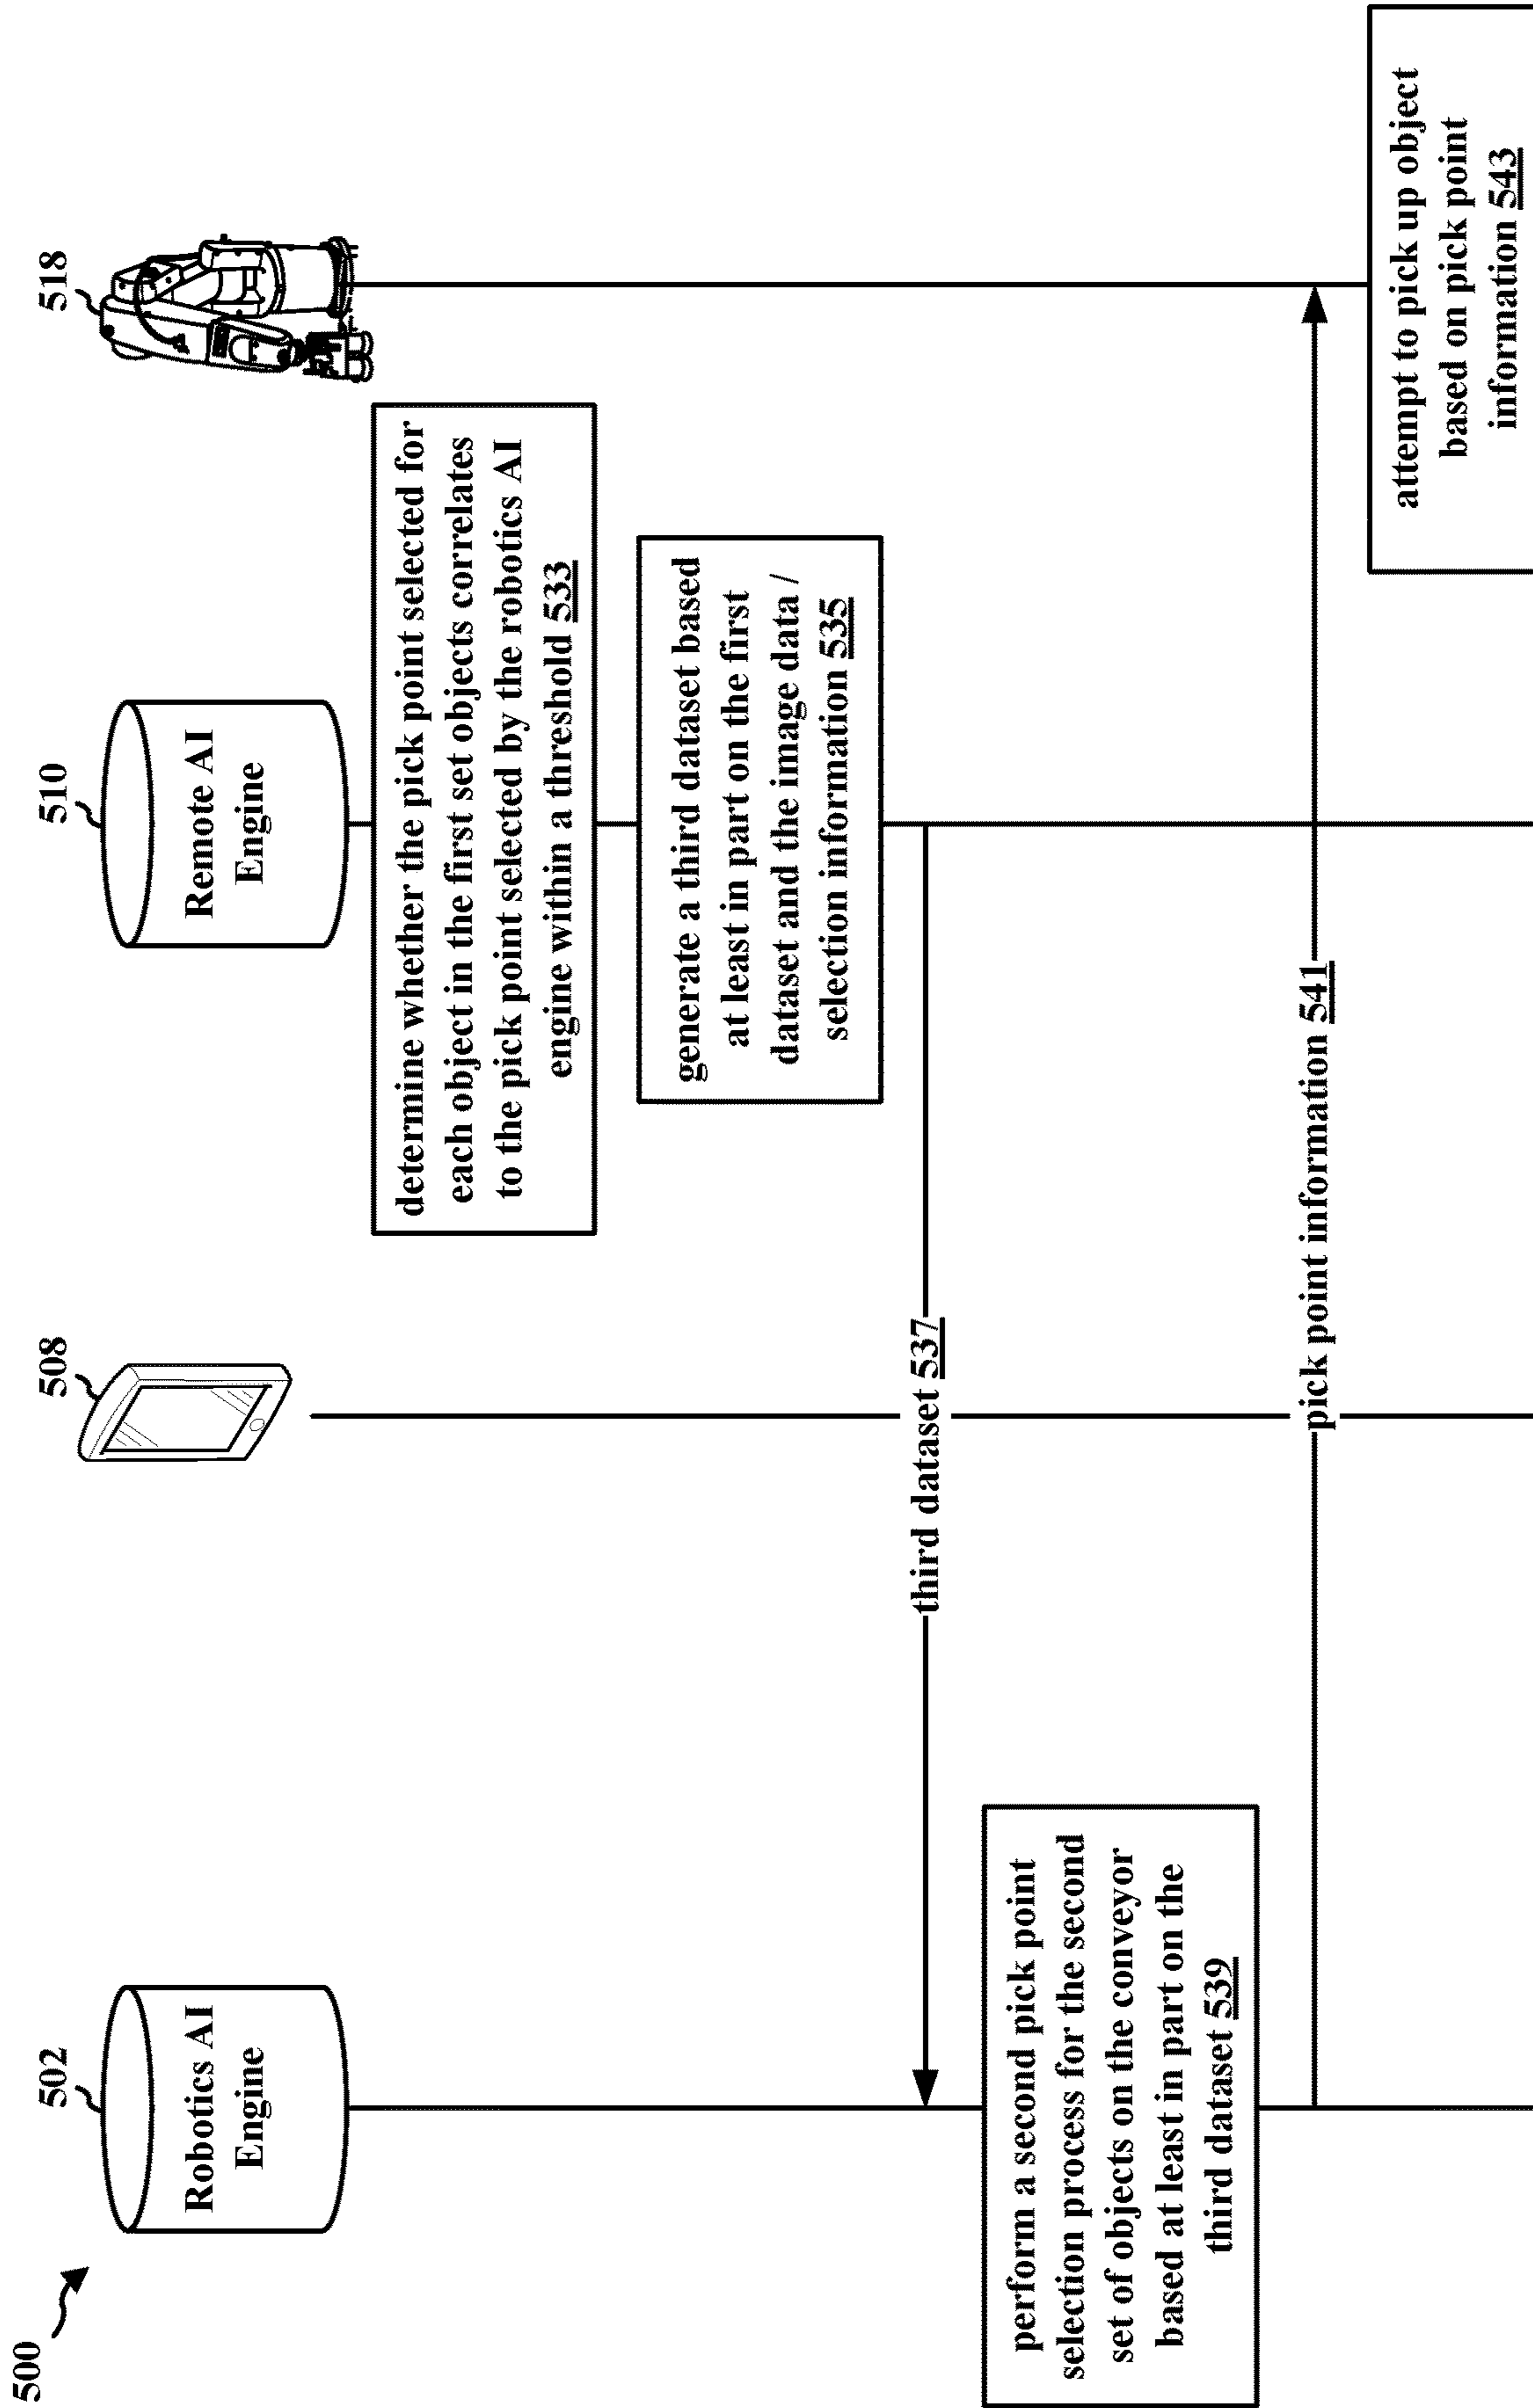 500
502
Robotics AI
Engine
508
510
Remote AI
Engine
518
determine whether the pick point selected for
each object in the first set objects correlates
to the pick point selected by the robotics AI
engine within a threshold 533
generate a third dataset based
at least in part on the first
dataset and the image data /
selection information 535
third dataset 537
perform a second pick point
selection process for the second
set of objects on the conveyor
based at least in part on the
third dataset 539
pick point information 541
attempt to pick up object
based on pick point
information 543